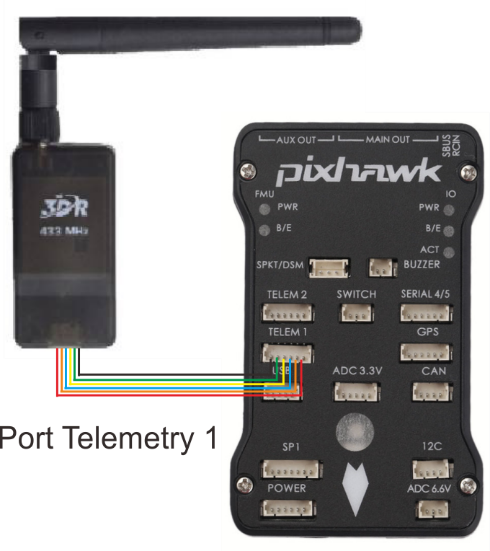 3DR
433 MHz
AUX OUT MAIN OUT
SBUS
RCIN
pixhawk
FMU
IO
PWR
PWR
B/E
B/E
ACT
SPKT/DSM
BUZZER
TELEM 2
SWITCH
SERIAL 4/5
TELEM 1
GPS
USB
ADC 3.3V
CAN
Port Telemetry 1
SP1
12C
POWER
ADC 6.6V